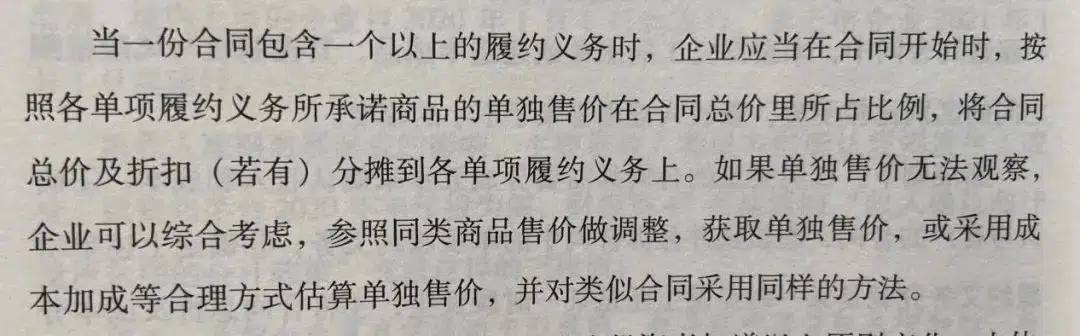 当一份合同包含一个以上的履约义务时，企业应当在合同开始时，按
照各单项履约义务所承诺商品的单独售价在合同总价里所占比例，将合同
总价及折扣（若有）分摊到各单项履约义务上。如果单独售价无法观察，
企业可以综合考虑，参照同类商品售价做调整，获取单独售价，或采用成
本加成等合理方式估算单独售价，并对类似合同采用同样的方法。